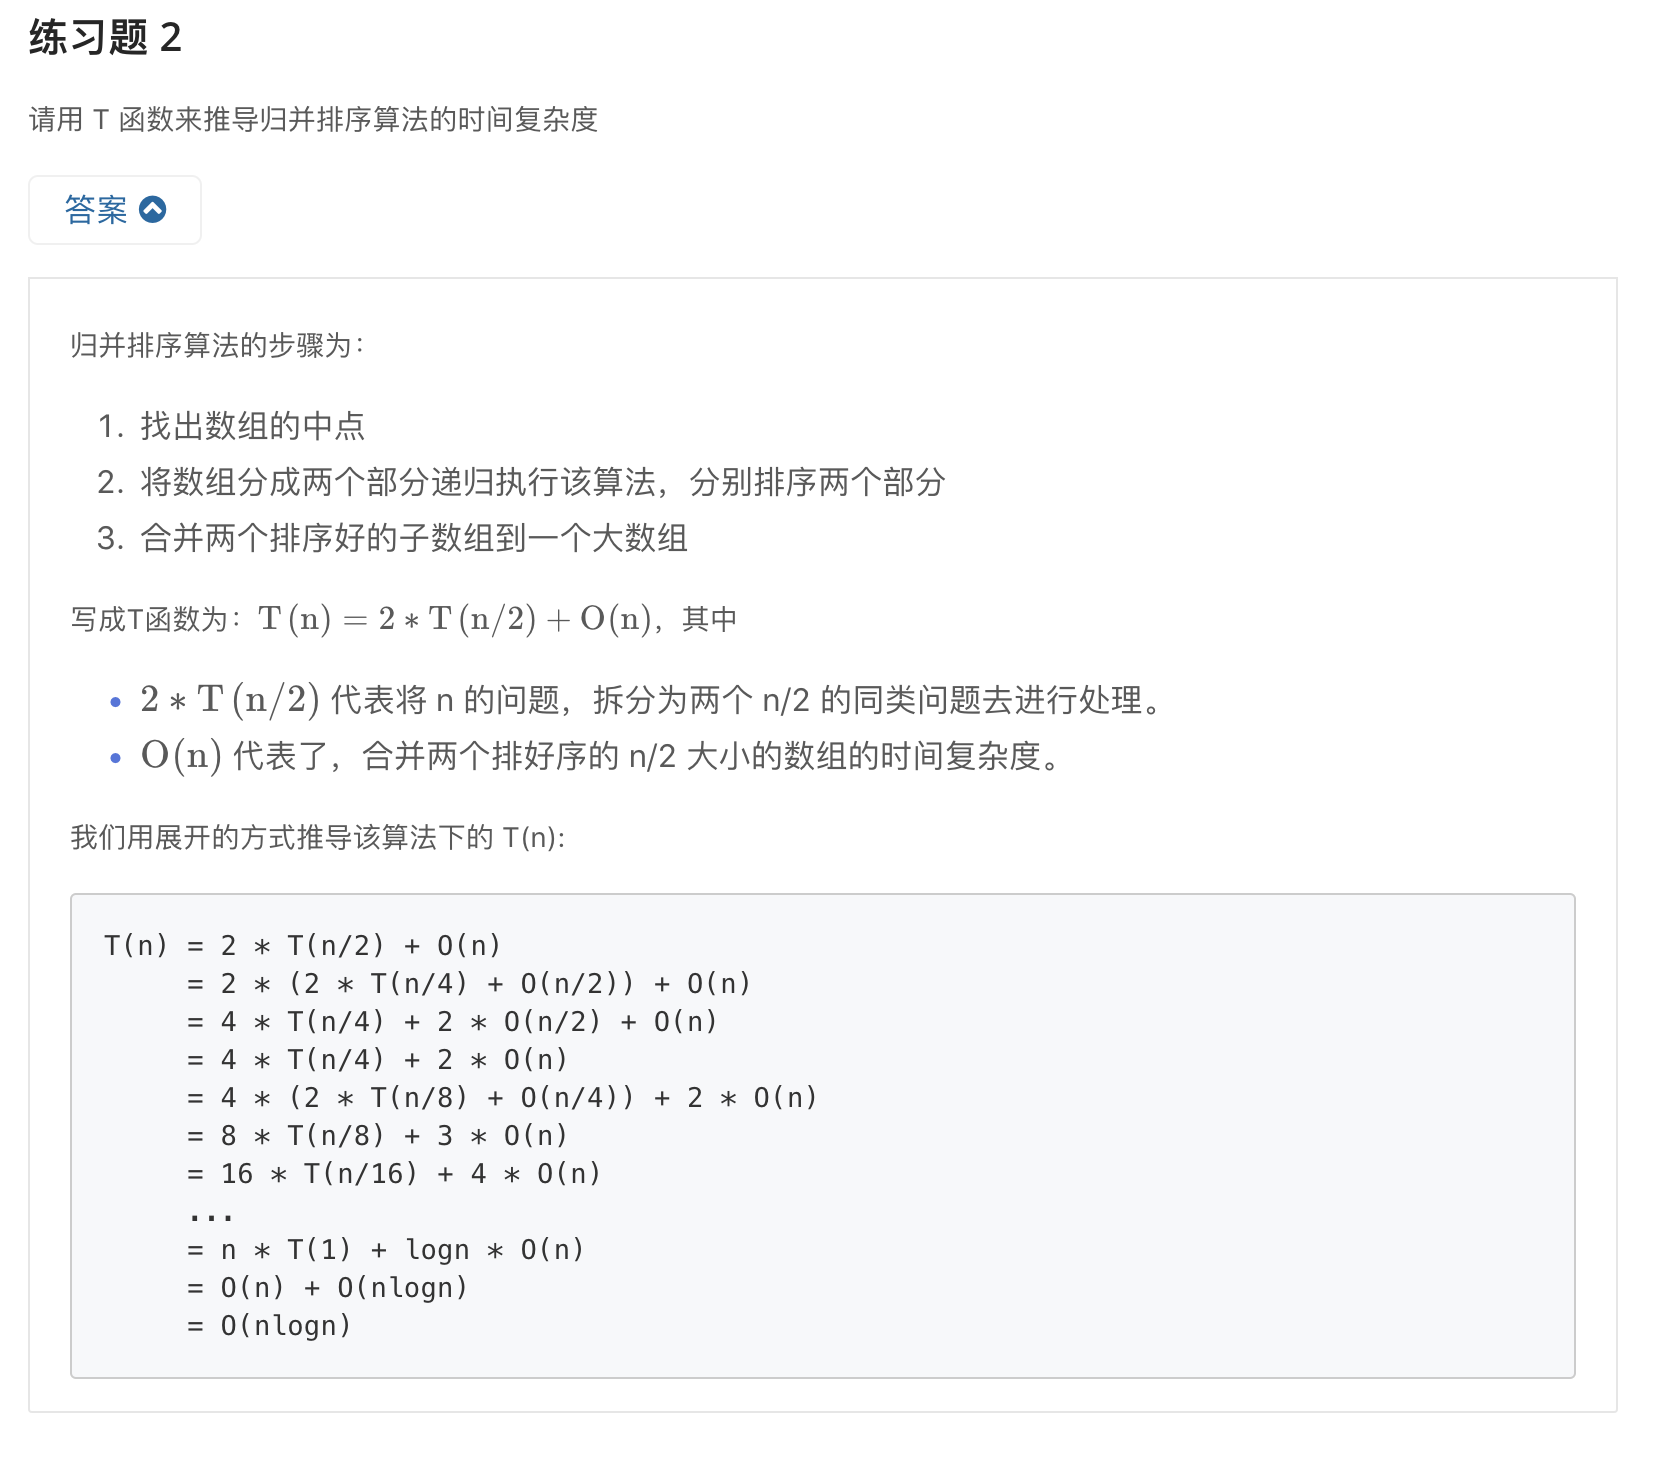 练习题 2
请用 T 函数来推导归并排序算法的时间复杂度
答案
归并排序算法的步骤为：
1. 找出数组的中点
2. 将数组分成两个部分递归执行该算法，分别排序两个部分
3. 合并两个排序好的子数组到一个大数组
写成T函数为：T(n) = 2 * T(n/2) + O(n)，其中
• 2 * T(n/2) 代表将 n 的问题，拆分为两个 n/2 的同类问题去进行处理。
• O(n) 代表了，合并两个排好序的 n/2 大小的数组的时间复杂度。
我们用展开的方式推导该算法下的 T(n):
T(n) = 2 * T(n/2) + O(n)
= 2 * (2 * T(n/4) + O(n/2)) + O(n)
= 4 * T(n/4) + 2 * O(n/2) + O(n)
= 4 * T(n/4) + 2 * O(n)
= 4 * (2 * T(n/8) + O(n/4)) + 2 * O(n)
= 8 * T(n/8) + 3 * O(n)
= 16 * T(n/16) + 4 * O(n)
...
= n * T(1) + logn * O(n)
= O(n) + O(nlogn)
= O(nlogn)